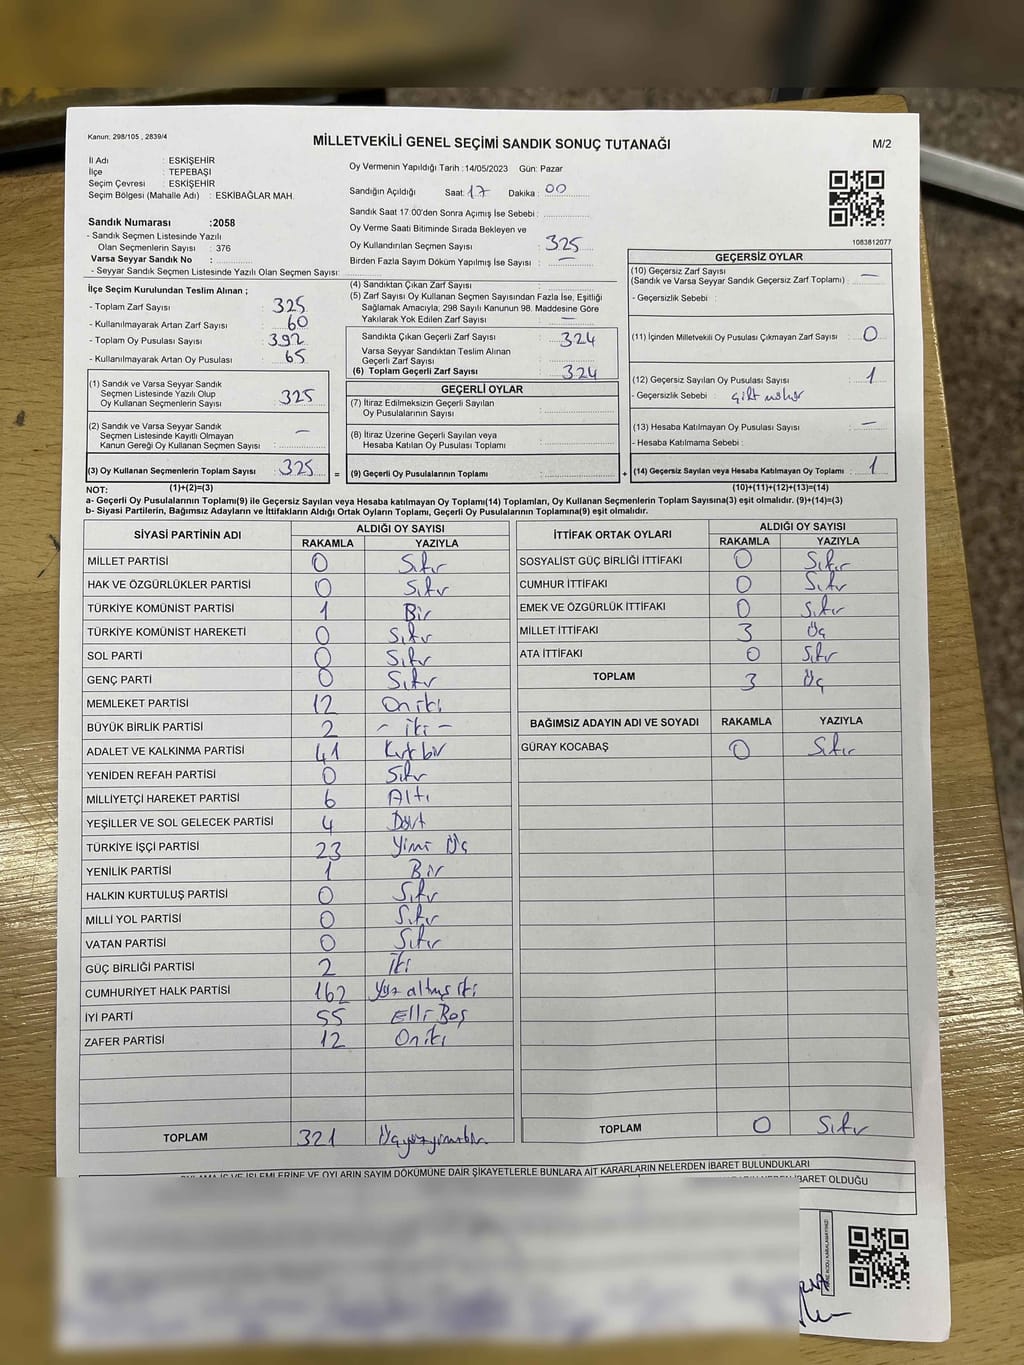 Kanun: 298/105 , 2839/4
MİLLETVEKİLİ GENEL SEÇİMİ SANDIK SONUÇ TUTANAĞI
M/2
İl Adı : ESKİŞEHİR
İlçe : TEPEBAŞI
Seçim Çevresi : ESKİŞEHİR
Seçim Bölgesi (Mahalle Adı) : ESKİBAĞLAR MAH.
Sandık Numarası :2058
- Sandık Seçmen Listesinde Yazılı
Olan Seçmenlerin Sayısı : 376
Varsa Seyyar Sandık No :
- Seyyar Sandık Seçmen Listesinde Yazılı Olan Seçmen Sayısı:
Oy Vermenin Yapıldığı Tarih :14/05/2023 Gün: Pazar
Sandığın Açıldığı Saat: 17 Dakika : 00
Sandık Saat 17.00'den Sonra Açımış İse Sebebi :
Oy Verme Saati Bitiminde Sırada Bekleyen ve
Oy Kullandırılan Seçmen Sayısı : 325
Birden Fazla Sayım Döküm Yapılmış İse Sayısı : —
1083812077
İlçe Seçim Kurulundan Teslim Alınan ;
- Toplam Zarf Sayısı : 325
- Kullanılmayarak Artan Zarf Sayısı : 60
- Toplam Oy Pusulası Sayısı : 392
- Kullanılmayarak Artan Oy Pusulası : 65
(1) Sandık ve Varsa Seyyar Sandık
Seçmen Listesinde Yazılı Olup
Oy Kullanan Seçmenlerin Sayısı : 325
(2) Sandık ve Varsa Seyyar Sandık
Seçmen Listesinde Kayıtlı Olmayan
Kanun Gereği Oy Kullanan Seçmen Sayısı : —
(3) Oy Kullanan Seçmenlerin Toplam Sayısı : 325 =
(1)+(2)=(3)
(4) Sandıktan Çıkan Zarf Sayısı :
(5) Zarf Sayısı Oy Kullanan Seçmen Sayısından Fazla İse, Eşitliği
Sağlamak Amacıyla, 298 Sayılı Kanunun 98. Maddesine Göre
Yakılarak Yok Edilen Zarf Sayısı : —
Sandıkta Çıkan Geçerli Zarf Sayısı : 324
Varsa Seyyar Sandıktan Teslim Alınan
Geçerli Zarf Sayısı :
(6) Toplam Geçerli Zarf Sayısı : 324
GEÇERLİ OYLAR
(7) İtiraz Edilmeksizin Geçerli Sayılan
Oy Pusulalarının Sayısı :
(8) İtiraz Üzerine Geçerli Sayılan veya
Hesaba Katılan Oy Pusulası Toplamı :
(9) Geçerli Oy Pusulalarının Toplamı : +
GEÇERSİZ OYLAR
(10) Geçersiz Zarf Sayısı
(Sandık ve Varsa Seyyar Sandık Geçersiz Zarf Toplamı) : —
- Geçersizlik Sebebi :
(11) İçinden Milletvekili Oy Pusulası Çıkmayan Zarf Sayısı : 0
(12) Geçersiz Sayılan Oy Pusulası Sayısı : 1
- Geçersizlik Sebebi : çift mühür
(13) Hesaba Katılmayan Oy Pusulası Sayısı : —
- Hesaba Katılmama Sebebi :
(14) Geçersiz Sayılan veya Hesaba Katılmayan Oy Toplamı : 1
(10)+(11)+(12)+(13)=(14)
NOT:
a- Geçerli Oy Pusulalarının Toplamı(9) ile Geçersiz Sayılan veya Hesaba katılmayan Oy Toplamı(14) Toplamları, Oy Kullanan Seçmenlerin Toplam Sayısına(3) eşit olmalıdır. (9)+(14)=(3)
b- Siyasi Partilerin, Bağımsız Adayların ve İttifakların Aldığı Ortak Oyların Toplamı, Geçerli Oy Pusulalarının Toplamına(9) eşit olmalıdır.
SİYASİ PARTİNİN ADI ALDIĞI OY SAYISI
RAKAMLA YAZIYLA
MİLLET PARTİSİ 0 Sıfır
HAK VE ÖZGÜRLÜKLER PARTİSİ 0 Sıfır
TÜRKİYE KOMÜNİST PARTİSİ 1 Bir
TÜRKİYE KOMÜNİST HAREKETİ 0 Sıfır
SOL PARTİ 0 Sıfır
GENÇ PARTİ 0 Sıfır
MEMLEKET PARTİSİ 12 On iki
BÜYÜK BİRLİK PARTİSİ 2 - iki -
ADALET VE KALKINMA PARTİSİ 41 Kırk bir
YENİDEN REFAH PARTİSİ 0 Sıfır
MİLLİYETÇİ HAREKET PARTİSİ 6 Altı
YEŞİLLER VE SOL GELECEK PARTİSİ 4 Dört
TÜRKİYE İŞÇİ PARTİSİ 23 Yirmi Üç
YENİLİK PARTİSİ 1 Bir
HALKIN KURTULUŞ PARTİSİ 0 Sıfır
MİLLİ YOL PARTİSİ 0 Sıfır
VATAN PARTİSİ 0 Sıfır
GÜÇ BİRLİĞİ PARTİSİ 2 İki
CUMHURİYET HALK PARTİSİ 162 Yüz altmış iki
İYİ PARTİ 55 Elli Beş
ZAFER PARTİSİ 12 On iki
TOPLAM 321 Üçyüzyirmibir
İTTİFAK ORTAK OYLARI ALDIĞI OY SAYISI
RAKAMLA YAZIYLA
SOSYALİST GÜÇ BİRLİĞİ İTTİFAKI 0 Sıfır
CUMHUR İTTİFAKI 0 Sıfır
EMEK VE ÖZGÜRLÜK İTTİFAKI 0 Sıfır
MİLLET İTTİFAKI 3 Üç
ATA İTTİFAKI 0 Sıfır
TOPLAM 3 Üç
BAĞIMSIZ ADAYIN ADI VE SOYADI RAKAMLA YAZIYLA
GÜRAY KOCABAŞ 0 Sıfır
TOPLAM 0 Sıfır
İŞLEMLERİNE VE OYLARIN SAYIM DÖKÜMÜNE DAİR ŞİKAYETLERLE BUNLARA AİT KARARLARIN NELERDEN İBARET BULUNDUKLARI
İBARET OLDUĞU